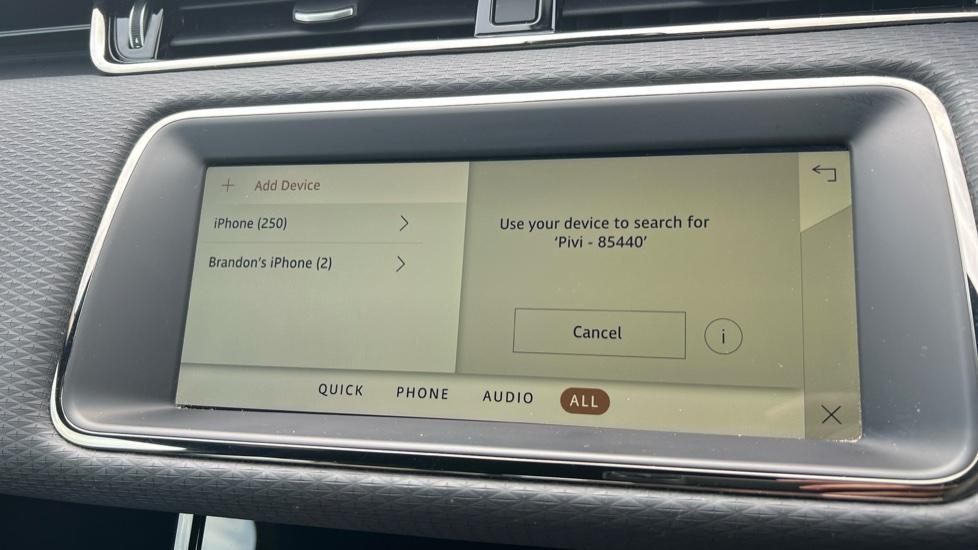 + Add Device
iPhone (250)
Brandon's iPhone (2)
Use your device to search for
'Pivi - 85440'
Cancel
i
QUICK PHONE AUDIO ALL